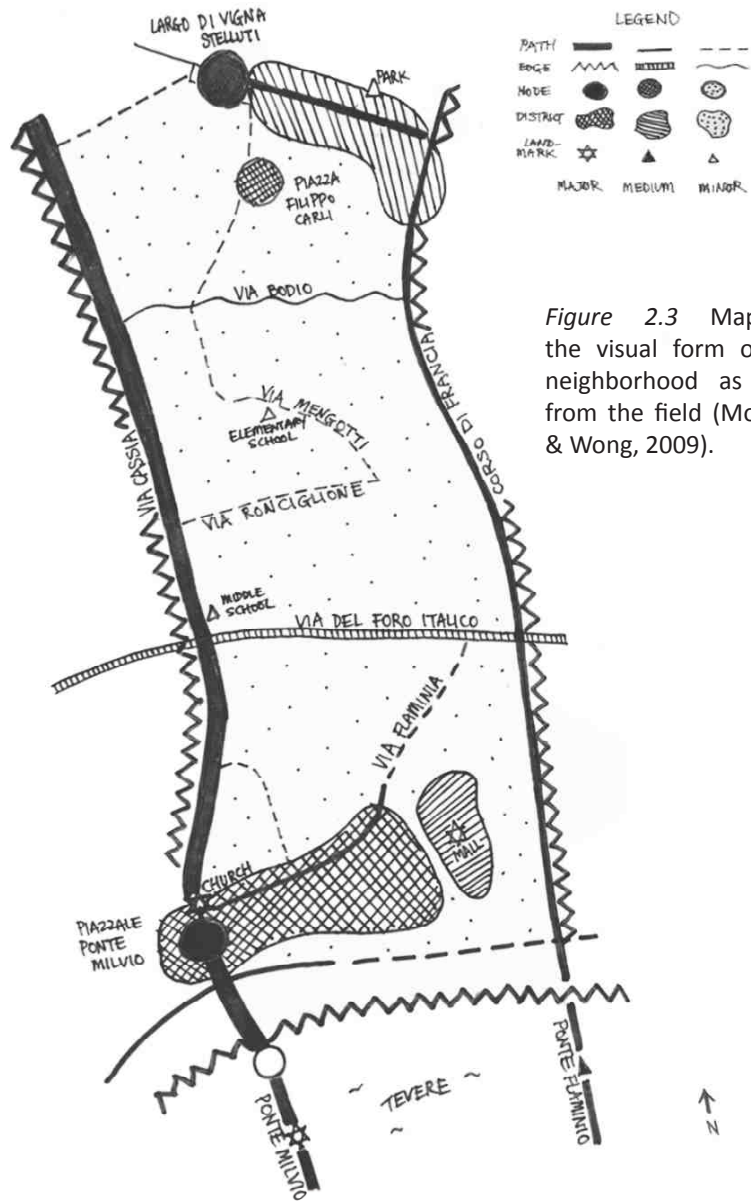 LARGO DI VIGNA
STELLUTI
PARK
LEGEND
PATH
EDGE
NODE
DISTRICT
LAND-
MARK
MAJOR MEDIUM MINOR
PIAZZA
FILIPPO
CARLI
VIA BODIO
Figure 2.3 Map
the visual form o
neighborhood as
from the field (Mo
& Wong, 2009).
VIA MENGOTTI
ELEMENTARY
SCHOOL
VIA CASSIA
CORSO DI FRANCIA
VIA RONCIGLIONE
MIDDLE
SCHOOL
VIA DEL FORO ITALICO
VIA FLAMINIA
MALL
CHURCH
PIAZZALE
PONTE
MILVIO
PONTE MILVIO
TEVERE
PONTE FLAMINIO
N